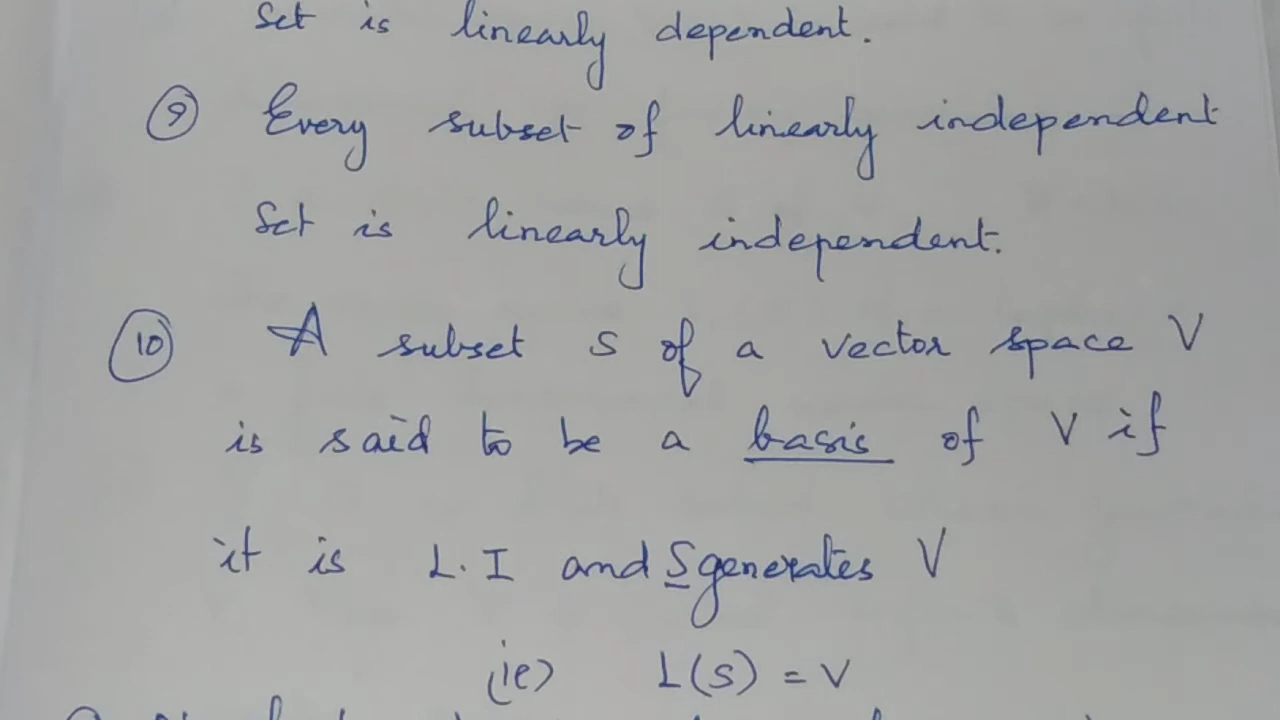 Set is linearly dependent.
⑨ Every subset of linearly independent
Set is linearly independent.
⑩ A subset S of a vector space V
is said to be a basis of V if
it is L.I and S generates V
(ie) L(S) = V